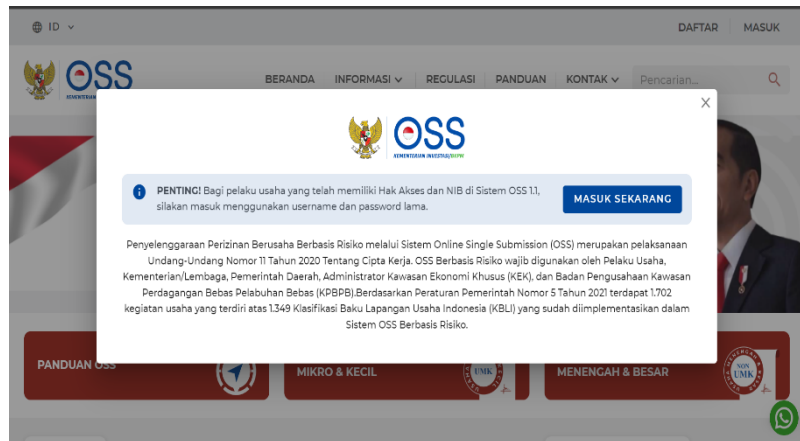 ID
DAFTAR MASUK
OSS
BERANDA INFORMASI REGULASI PANDUAN KONTAK Pencarian...
OSS
KEMENTERIAN INVESTASI/BKPM
PENTING! Bagi pelaku usaha yang telah memiliki Hak Akses dan NIB di Sistem OSS 1.1,
silakan masuk menggunakan username dan password lama.
MASUK SEKARANG
Penyelenggaraan Perizinan Berusaha Berbasis Risiko melalui Sistem Online Single Submission (OSS) merupakan pelaksanaan
Undang-Undang Nomor 11 Tahun 2020 Tentang Cipta Kerja. OSS Berbasis Risiko wajib digunakan oleh Pelaku Usaha,
Kementerian/Lembaga, Pemerintah Daerah, Administrator Kawasan Ekonomi Khusus (KEK), dan Badan Pengusahaan Kawasan
Perdagangan Bebas Pelabuhan Bebas (KPBPB).Berdasarkan Peraturan Pemerintah Nomor 5 Tahun 2021 terdapat 1.702
kegiatan usaha yang terdiri atas 1.349 Klasifikasi Baku Lapangan Usaha Indonesia (KBLI) yang sudah diimplementasikan dalam
Sistem OSS Berbasis Risiko.
PANDUAN OSS
MIKRO & KECIL
UMK
MENENGAH & BESAR
NON
UMK